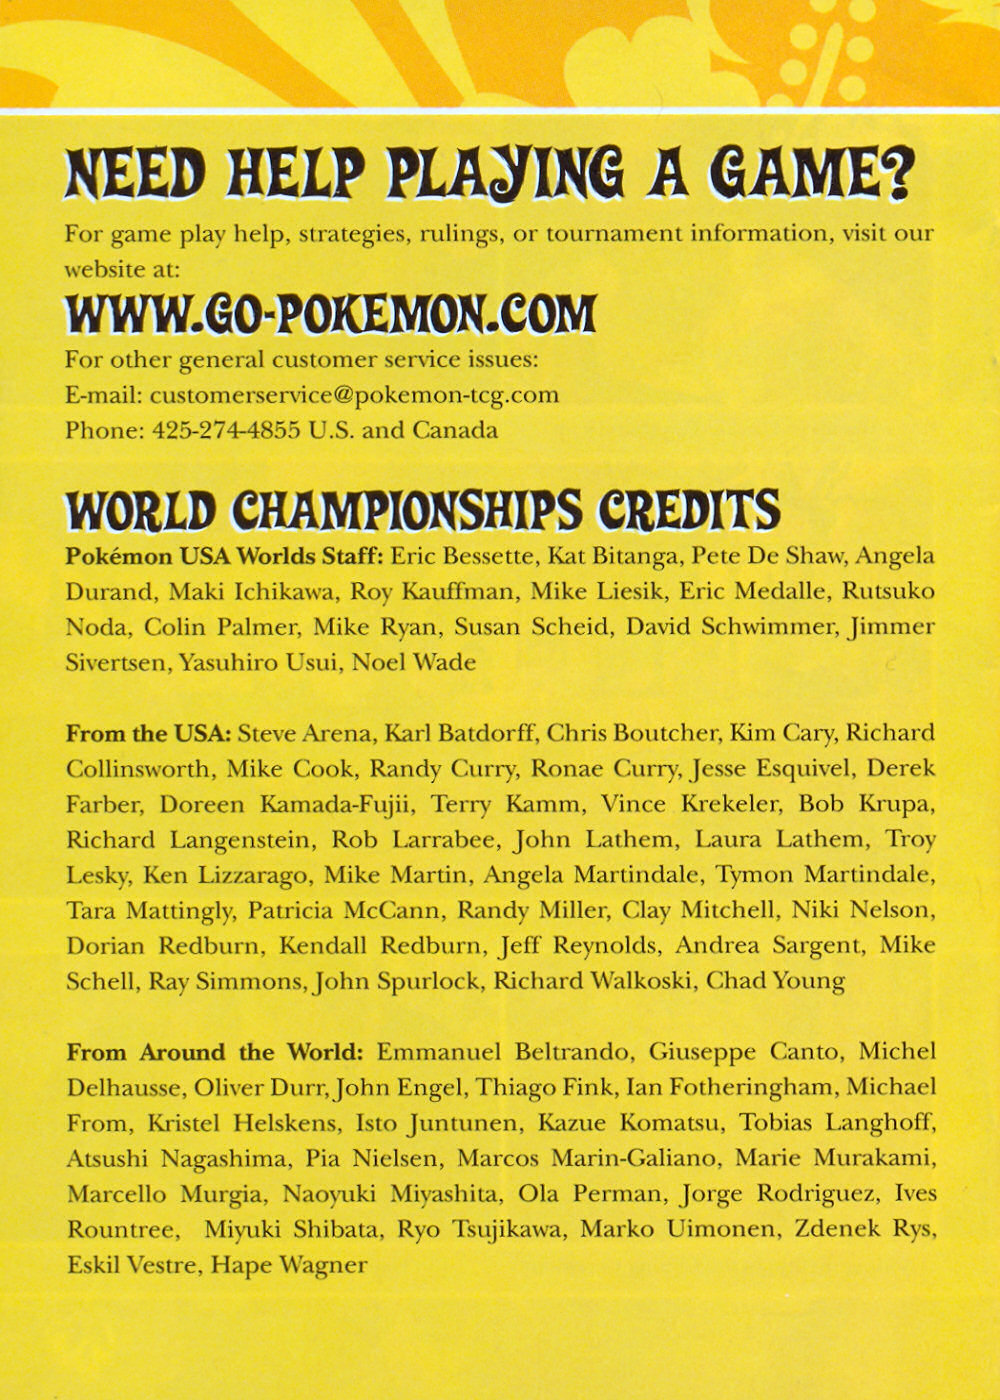 NEED HELP PLAYING A GAME?
For game play help, strategies, rulings, or tournament information, visit our
website at:
WWW.GO-POKEMON.COM
For other general customer service issues:
E-mail: customerservice@pokemon-tcg.com
Phone: 425-274-4855 U.S. and Canada
WORLD CHAMPIONSHIPS CREDITS
Pokémon USA Worlds Staff: Eric Bessette, Kat Bitanga, Pete De Shaw, Angela
Durand, Maki Ichikawa, Roy Kauffman, Mike Liesik, Eric Medalle, Rutsuko
Noda, Colin Palmer, Mike Ryan, Susan Scheid, David Schwimmer, Jimmer
Sivertsen, Yasuhiro Usui, Noel Wade
From the USA: Steve Arena, Karl Batdorff, Chris Boutcher, Kim Cary, Richard
Collinsworth, Mike Cook, Randy Curry, Ronae Curry, Jesse Esquivel, Derek
Farber, Doreen Kamada-Fujii, Terry Kamm, Vince Krekeler, Bob Krupa,
Richard Langenstein, Rob Larrabee, John Lathem, Laura Lathem, Troy
Lesky, Ken Lizzarago, Mike Martin, Angela Martindale, Tymon Martindale,
Tara Mattingly, Patricia McCann, Randy Miller, Clay Mitchell, Niki Nelson,
Dorian Redburn, Kendall Redburn, Jeff Reynolds, Andrea Sargent, Mike
Schell, Ray Simmons, John Spurlock, Richard Walkoski, Chad Young
From Around the World: Emmanuel Beltrando, Giuseppe Canto, Michel
Delhausse, Oliver Durr, John Engel, Thiago Fink, Ian Fotheringham, Michael
From, Kristel Helskens, Isto Juntunen, Kazue Komatsu, Tobias Langhoff,
Atsushi Nagashima, Pia Nielsen, Marcos Marin-Galiano, Marie Murakami,
Marcello Murgia, Naoyuki Miyashita, Ola Perman, Jorge Rodriguez, Ives
Rountree, Miyuki Shibata, Ryo Tsujikawa, Marko Uimonen, Zdenek Rys,
Eskil Vestre, Hape Wagner